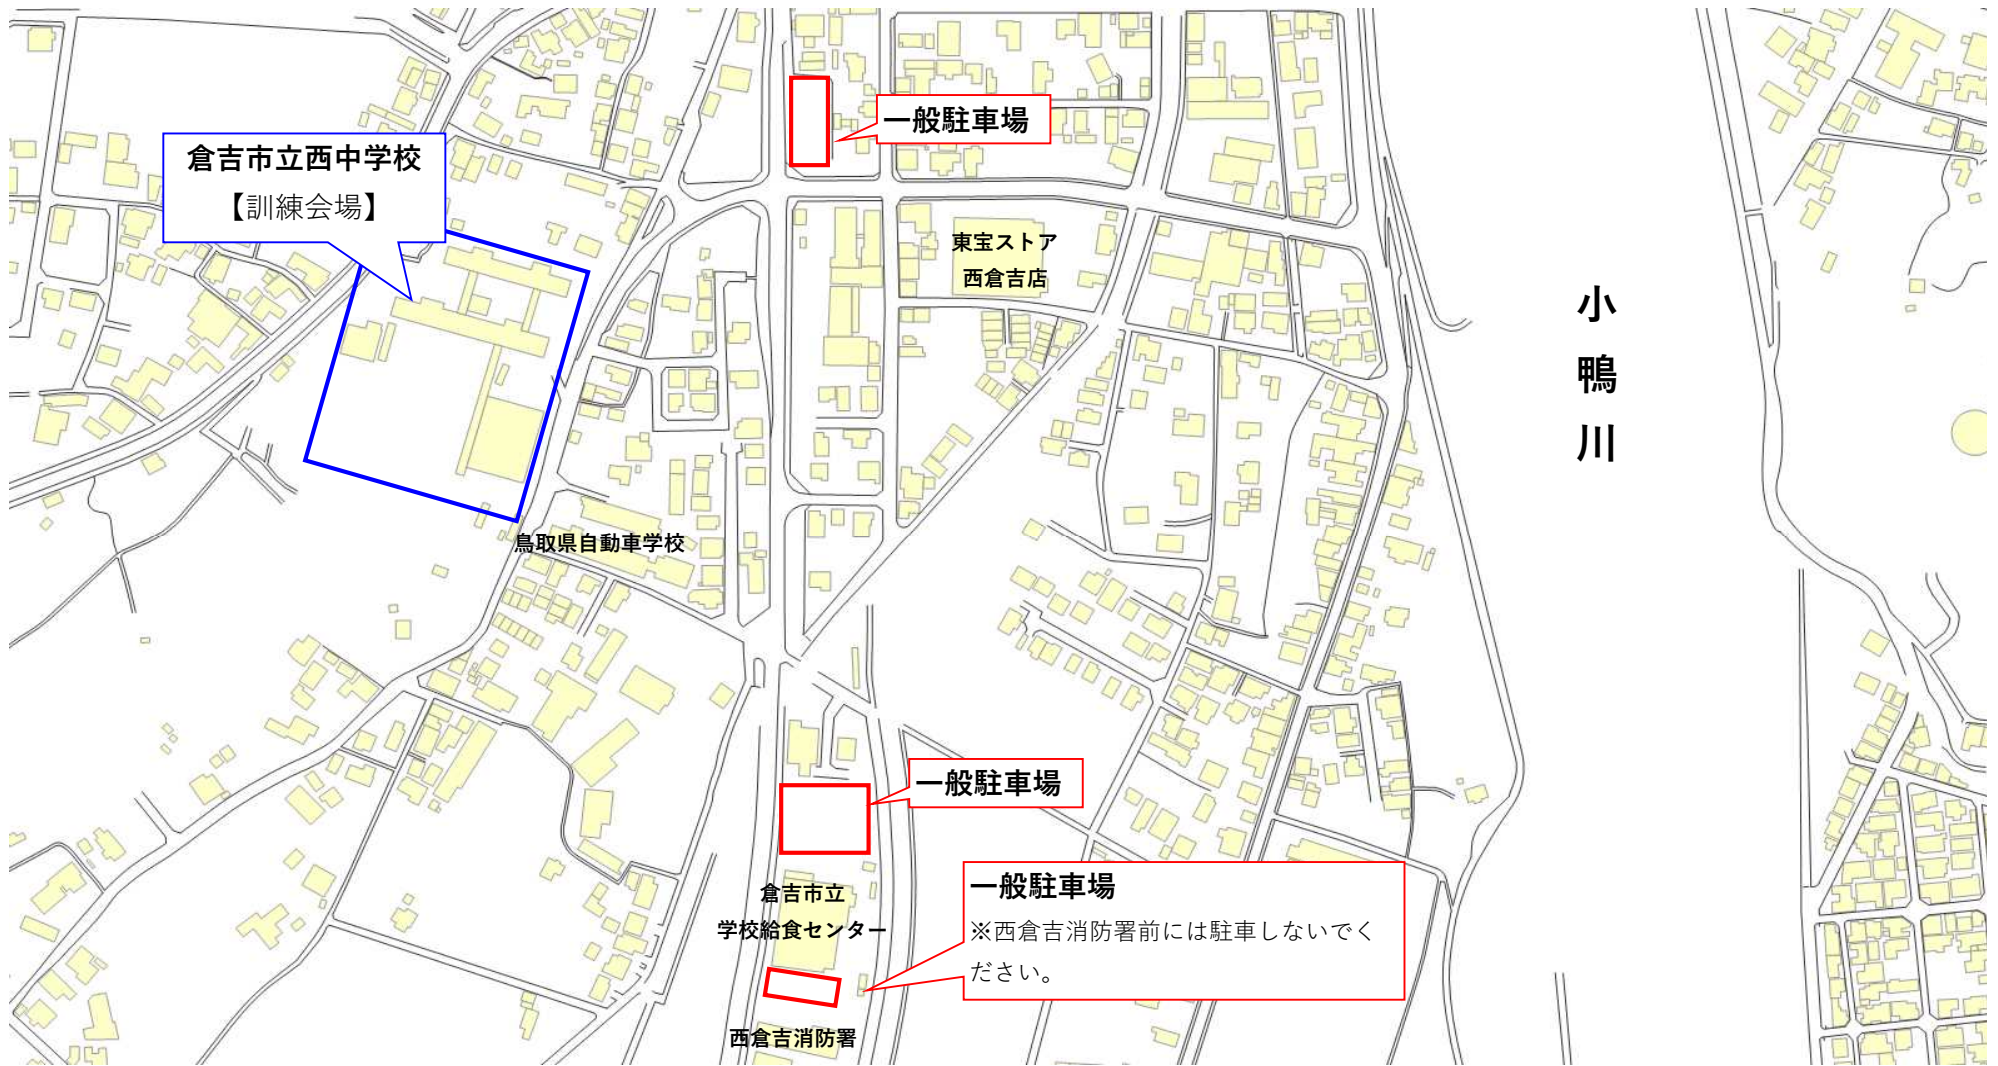 一般駐車場
倉吉市立西中学校
【訓練会場】
東宝ストア
西倉吉店
小鴨川
鳥取県自動車学校
一般駐車場
倉吉市立
学校給食センター
一般駐車場
※西倉吉消防署前には駐車しないでく
ださい。
西倉吉消防署